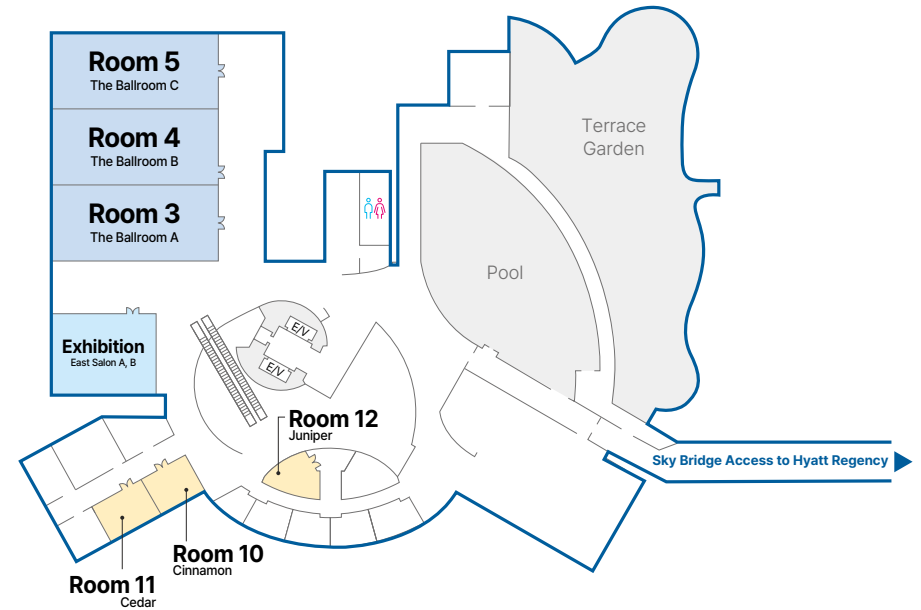 Room 5
The Ballroom C
Room 4
The Ballroom B
Room 3
The Ballroom A
Terrace
Garden
Pool
Exhibition
East Salon A, B
E/V
E/V
Room 12
Juniper
Sky Bridge Access to Hyatt Regency
Room 10
Cinnamon
Room 11
Cedar